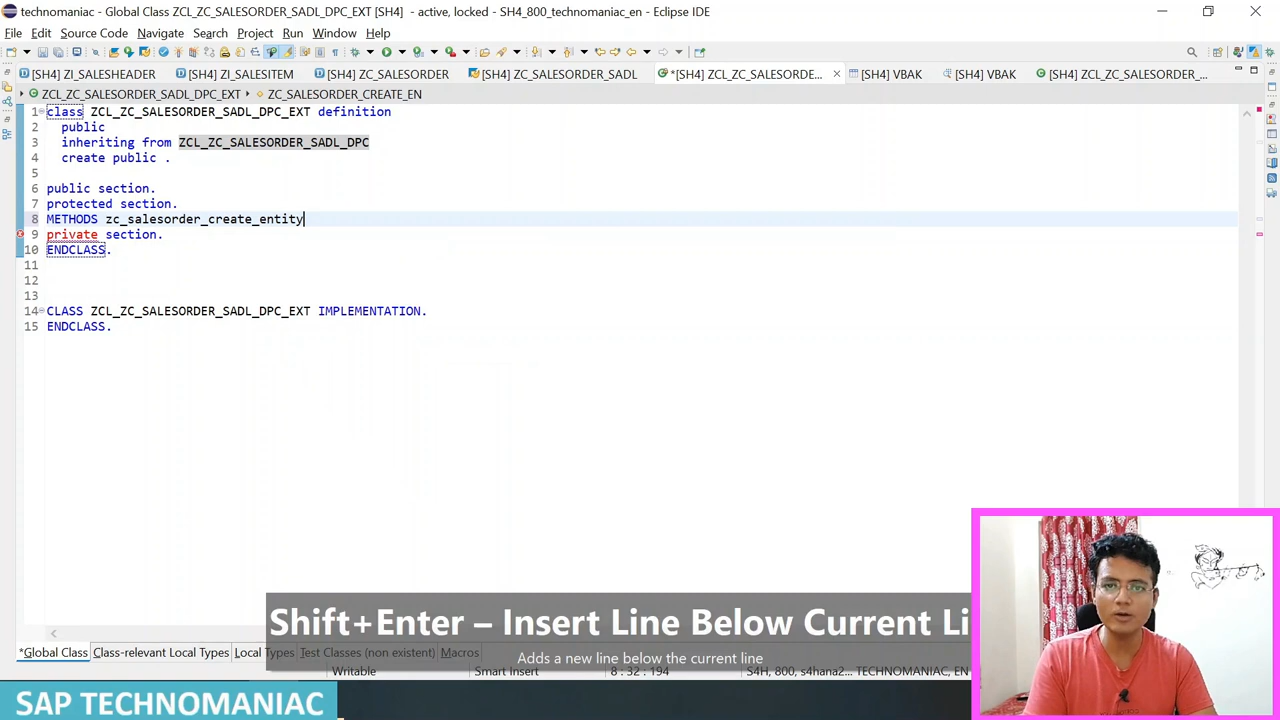 technomaniac - Global Class ZCL_ZC_SALESORDER_SADL_DPC_EXT [SH4] - active, locked - SH4_800_technomaniac_en - Eclipse IDE
File Edit Source Code Navigate Search Project Run Window Help
[SH4] ZI_SALESHEADER [SH4] ZI_SALESITEM [SH4] ZC_SALESORDER [SH4] ZC_SALESORDER_SADL *[SH4] ZCL_ZC_SALESORDE... [SH4] VBAK [SH4] VBAK [SH4] ZCL_ZC_SALESORDER_...
ZCL_ZC_SALESORDER_SADL_DPC_EXT ZC_SALESORDER_CREATE_EN
1 class ZCL_ZC_SALESORDER_SADL_DPC_EXT definition
2 public
3 inheriting from ZCL_ZC_SALESORDER_SADL_DPC
4 create public .
5
6 public section.
7 protected section.
8 METHODS zc_salesorder_create_entity
9 private section.
10 ENDCLASS.
11
12
13
14 CLASS ZCL_ZC_SALESORDER_SADL_DPC_EXT IMPLEMENTATION.
15 ENDCLASS.
Shift+Enter – Insert Line Below Current Li
Adds a new line below the current line
*Global Class Class-relevant Local Types Local Types Test Classes (non existent) Macros
Writable Smart Insert 8 : 32 : 194 S4H, 800, s4hana2... TECHNOMANIAC, EN
SAP TECHNOMANIAC